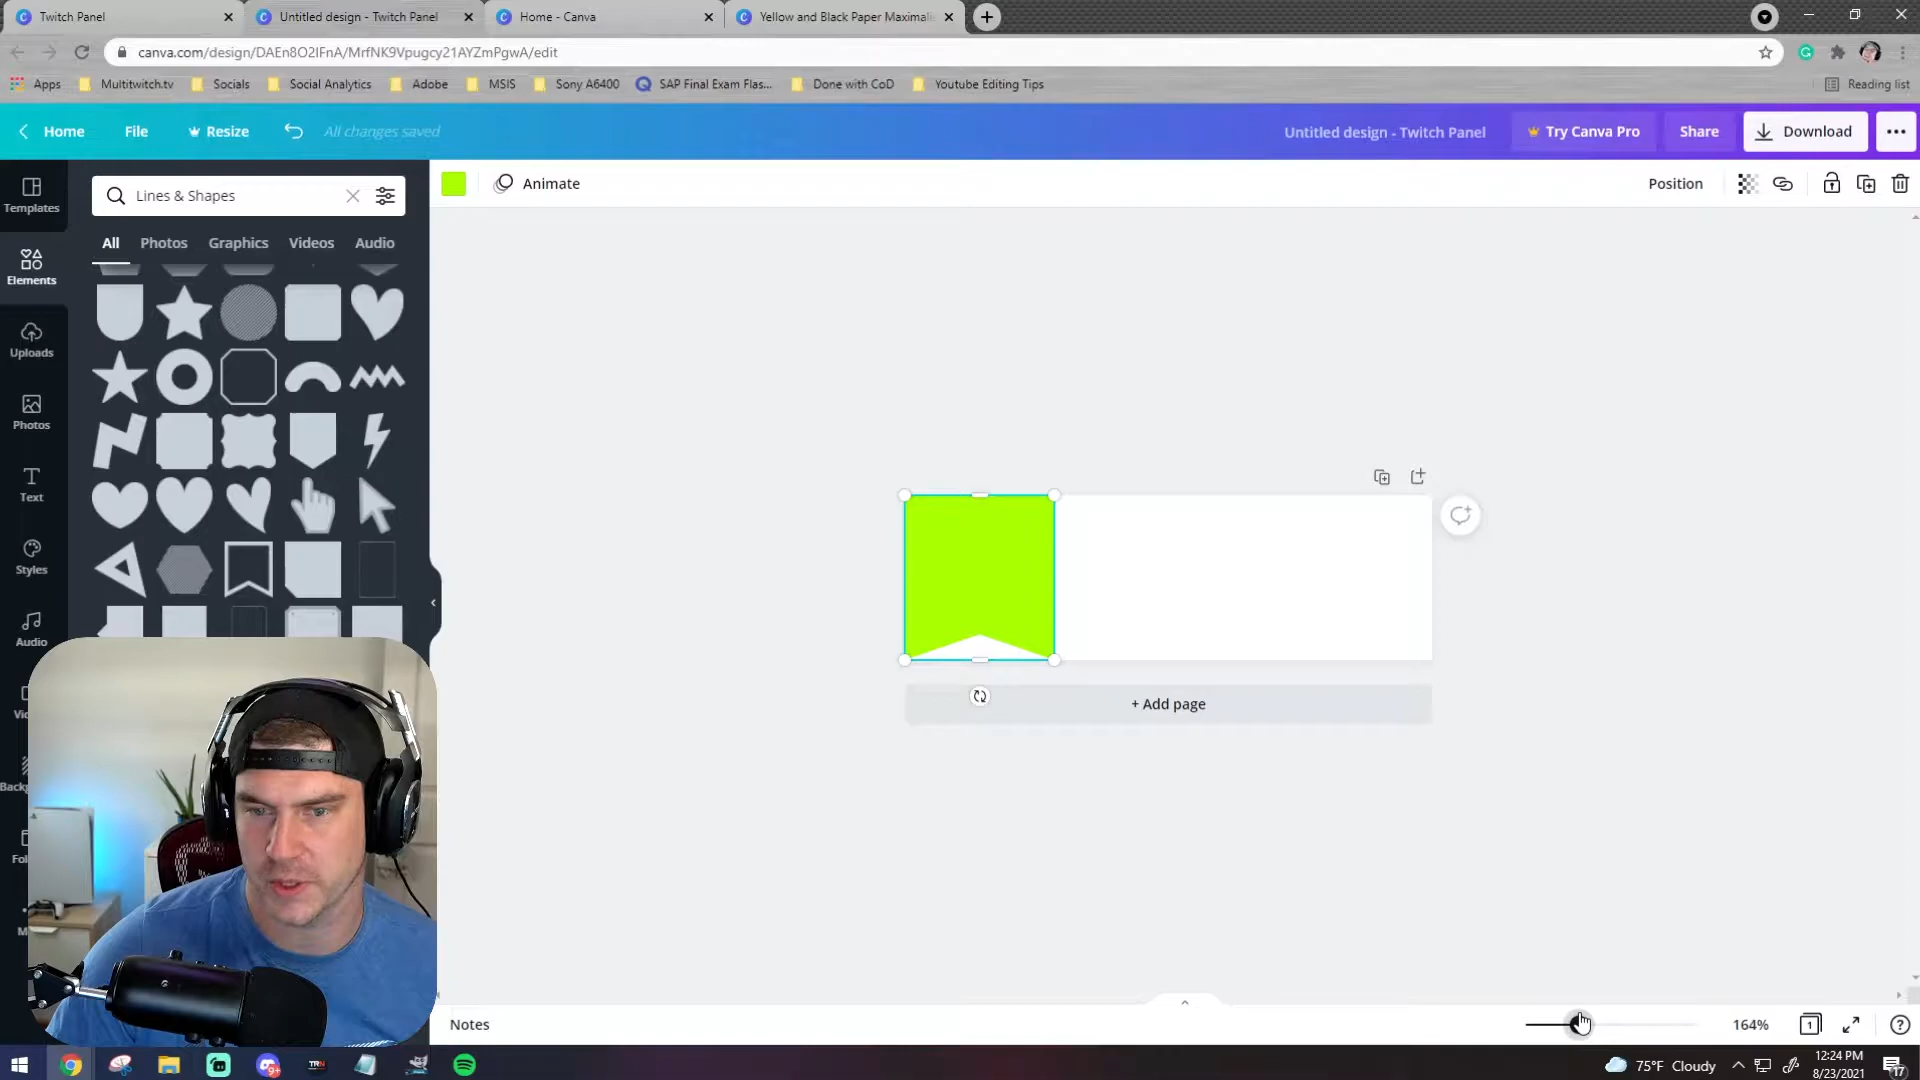 Twitch Panel
Untitled design - Twitch Panel
Home - Canva
Yellow and Black Paper Maximali
canva.com/design/DAEn8O2IFnA/MrfNK9Vpugcy21AYZmPgwA/edit
Apps
Multitwitch.tv
Socials
Social Analytics
Adobe
MSIS
Sony A6400
SAP Final Exam Flas...
Done with CoD
Youtube Editing Tips
Reading list
Home
File
Resize
All changes saved
Untitled design - Twitch Panel
Try Canva Pro
Share
Download
Templates
Lines & Shapes
Animate
Position
All
Photos
Graphics
Videos
Audio
Elements
Uploads
Photos
Text
Styles
Audio
+ Add page
Notes
164%
1
TRN
9+
75°F Cloudy
12:24 PM
8/23/2021
17